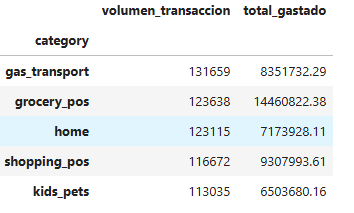 volumen_transaccion total_gastado
category
gas_transport 131659 8351732.29
grocery_pos 123638 14460822.38
home 123115 7173928.11
shopping_pos 116672 9307993.61
kids_pets 113035 6503680.16